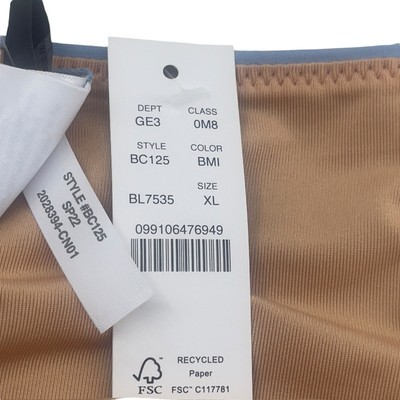 DEPT CLASS
GE3 0M8
STYLE COLOR
BC125 BMI
SIZE
BL7535 XL
099106476949
RECYCLED
Paper
FSC FSC™ C117781
STYLE #BC125
SP22
2028394-CN01